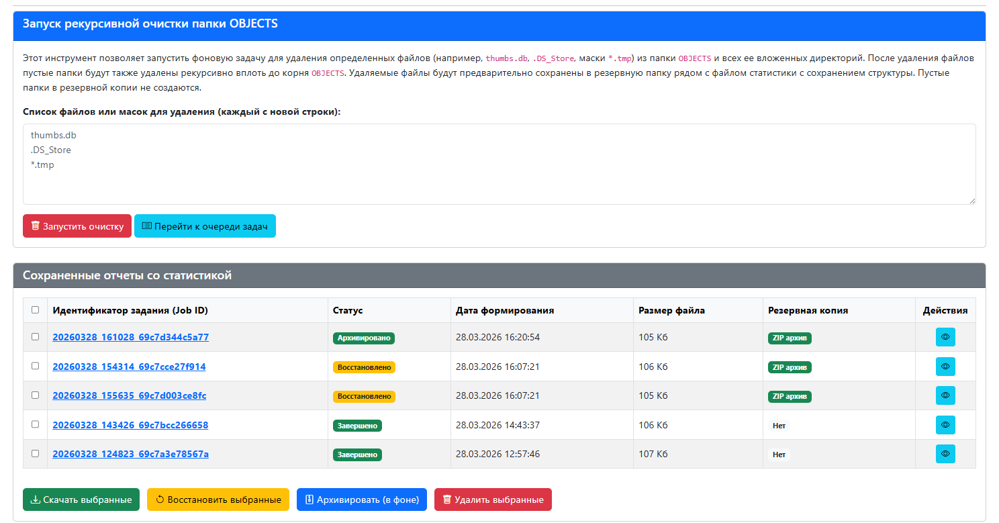 Запуск рекурсивной очистки папки OBJECTS
Этот инструмент позволяет запустить фоновую задачу для удаления определенных файлов (например, thumbs.db, .DS_Store, маски *.tmp) из папки OBJECTS и всех ее вложенных директорий. После удаления файлов
пустые папки будут также удалены рекурсивно вплоть до корня OBJECTS. Удаляемые файлы будут предварительно сохранены в резервную папку рядом с файлом статистики с сохранением структуры. Пустые
папки в резервной копии не создаются.
Список файлов или масок для удаления (каждый с новой строки):
thumbs.db
.DS_Store
*.tmp
Запустить очистку Перейти к очереди задач
Сохраненные отчеты со статистикой
Идентификатор задания (Job ID) Статус Дата формирования Размер файла Резервная копия Действия
20260328_161028_69c7d344c5a77 Архивировано 28.03.2026 16:20:54 105 Кб ZIP архив
20260328_154314_69c7cce27f914 Восстановлено 28.03.2026 16:07:21 106 Кб ZIP архив
20260328_155635_69c7d003ce8fc Восстановлено 28.03.2026 16:07:21 105 Кб ZIP архив
20260328_143426_69c7bcc266658 Завершено 28.03.2026 14:43:37 106 Кб Нет
20260328_124823_69c7a3e78567a Завершено 28.03.2026 12:57:46 107 Кб Нет
Скачать выбранные Восстановить выбранные Архивировать (в фоне) Удалить выбранные